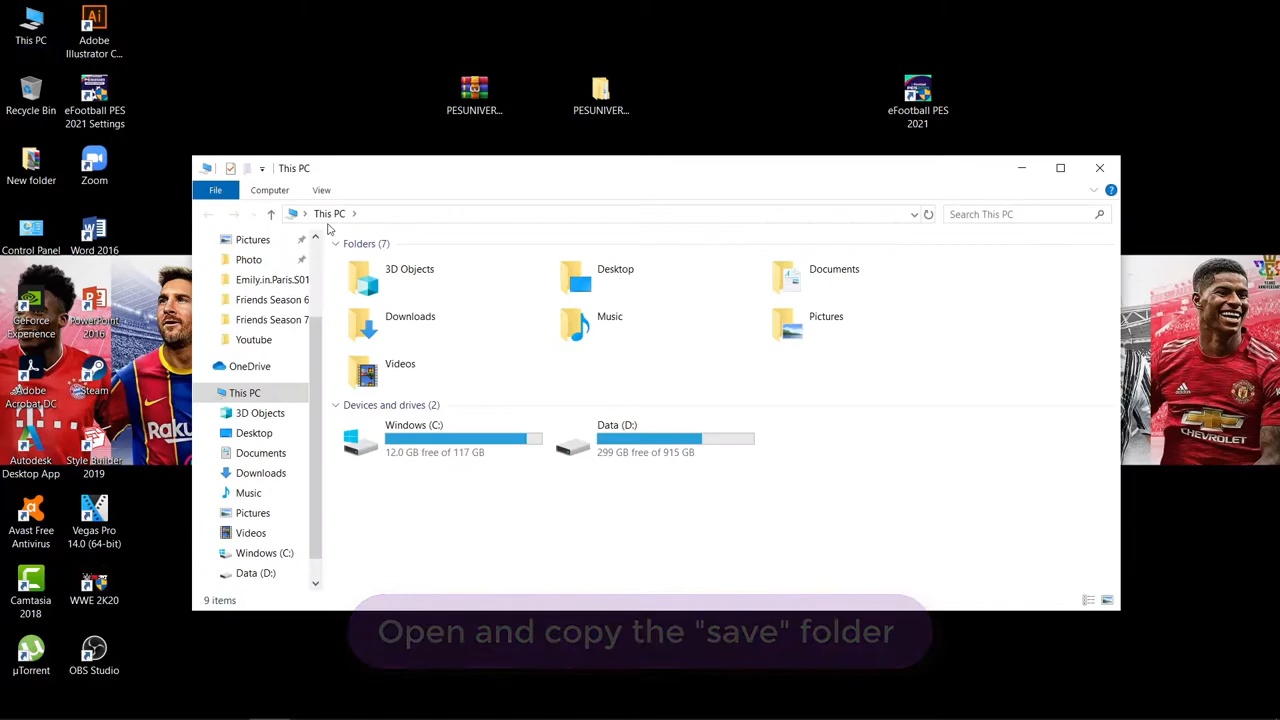 This PC
Adobe
Illustrator C...
Recycle Bin
eFootball PES
2021 Settings
PESUNIVER...
PESUNIVER...
eFootball PES
2021
New folder
Zoom
Control Panel
Word 2016
GeForce
Experience
PowerPoint
2016
Adobe
Acrobat DC
Steam
Autodesk
Desktop App
Style Builder
2019
Avast Free
Antivirus
Vegas Pro
14.0 (64-bit)
Camtasia
2018
WWE 2K20
µTorrent
OBS Studio
This PC
File
Computer
View
This PC
Search This PC
Pictures
Photo
Emily.in.Paris.S01
Friends Season 6
Friends Season 7
Youtube
OneDrive
This PC
3D Objects
Desktop
Documents
Downloads
Music
Pictures
Videos
Windows (C:)
Data (D:)
Folders (7)
3D Objects
Desktop
Documents
Downloads
Music
Pictures
Videos
Devices and drives (2)
Windows (C:)
12.0 GB free of 117 GB
Data (D:)
299 GB free of 915 GB
9 items
Open and copy the "save" folder
Raku
CHEVROLET